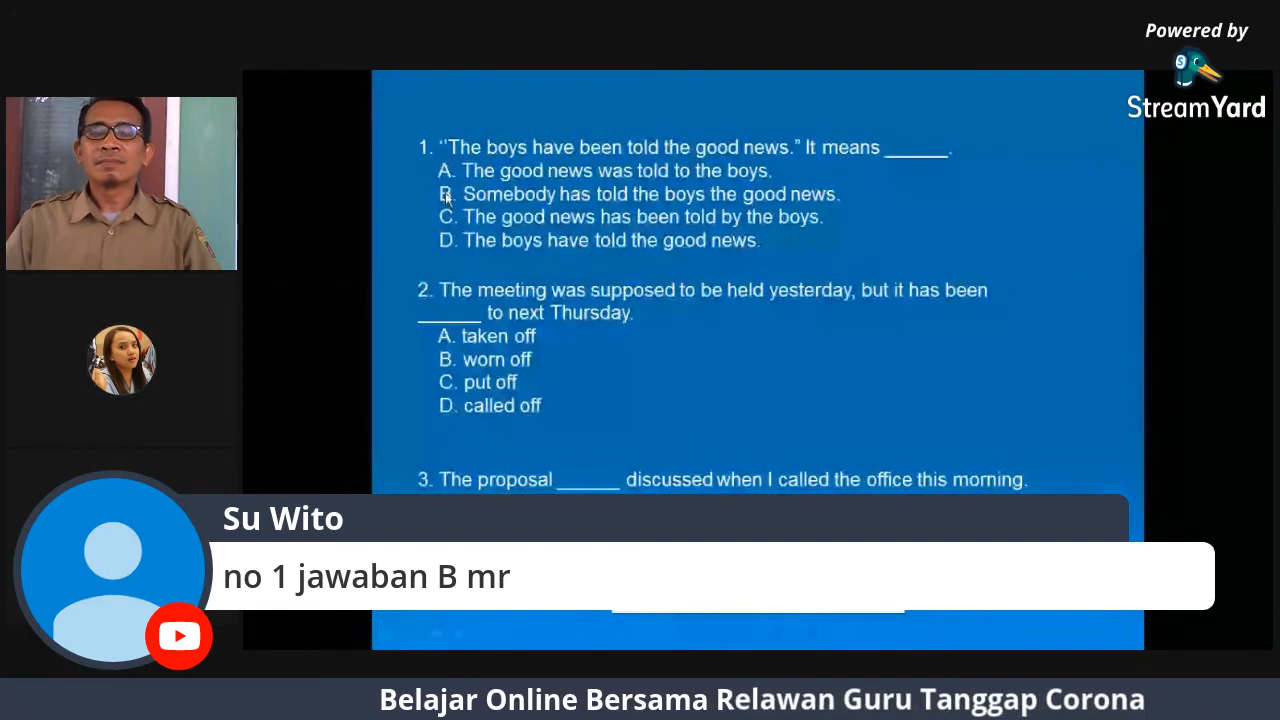 Powered by
StreamYard
1. ‘'The boys have been told the good news.” It means ______.
A. The good news was told to the boys.
B. Somebody has told the boys the good news.
C. The good news has been told by the boys.
D. The boys have told the good news.
2. The meeting was supposed to be held yesterday, but it has been
______ to next Thursday.
A. taken off
B. worn off
C. put off
D. called off
3. The proposal ______ discussed when I called the office this morning.
Su Wito
no 1 jawaban B mr
Belajar Online Bersama Relawan Guru Tanggap Corona